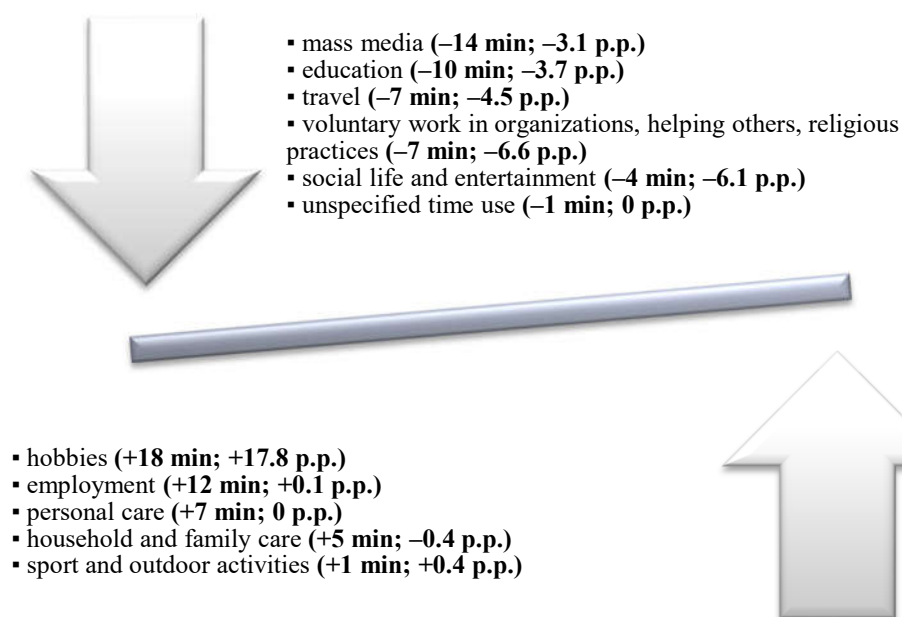 ▪ mass media (–14 min; –3.1 p.p.)
▪ education (–10 min; –3.7 p.p.)
▪ travel (–7 min; –4.5 p.p.)
▪ voluntary work in organizations, helping others, religious
practices (–7 min; –6.6 p.p.)
▪ social life and entertainment (–4 min; –6.1 p.p.)
▪ unspecified time use (–1 min; 0 p.p.)
▪ hobbies (+18 min; +17.8 p.p.)
▪ employment (+12 min; +0.1 p.p.)
▪ personal care (+7 min; 0 p.p.)
▪ household and family care (+5 min; –0.4 p.p.)
▪ sport and outdoor activities (+1 min; +0.4 p.p.)